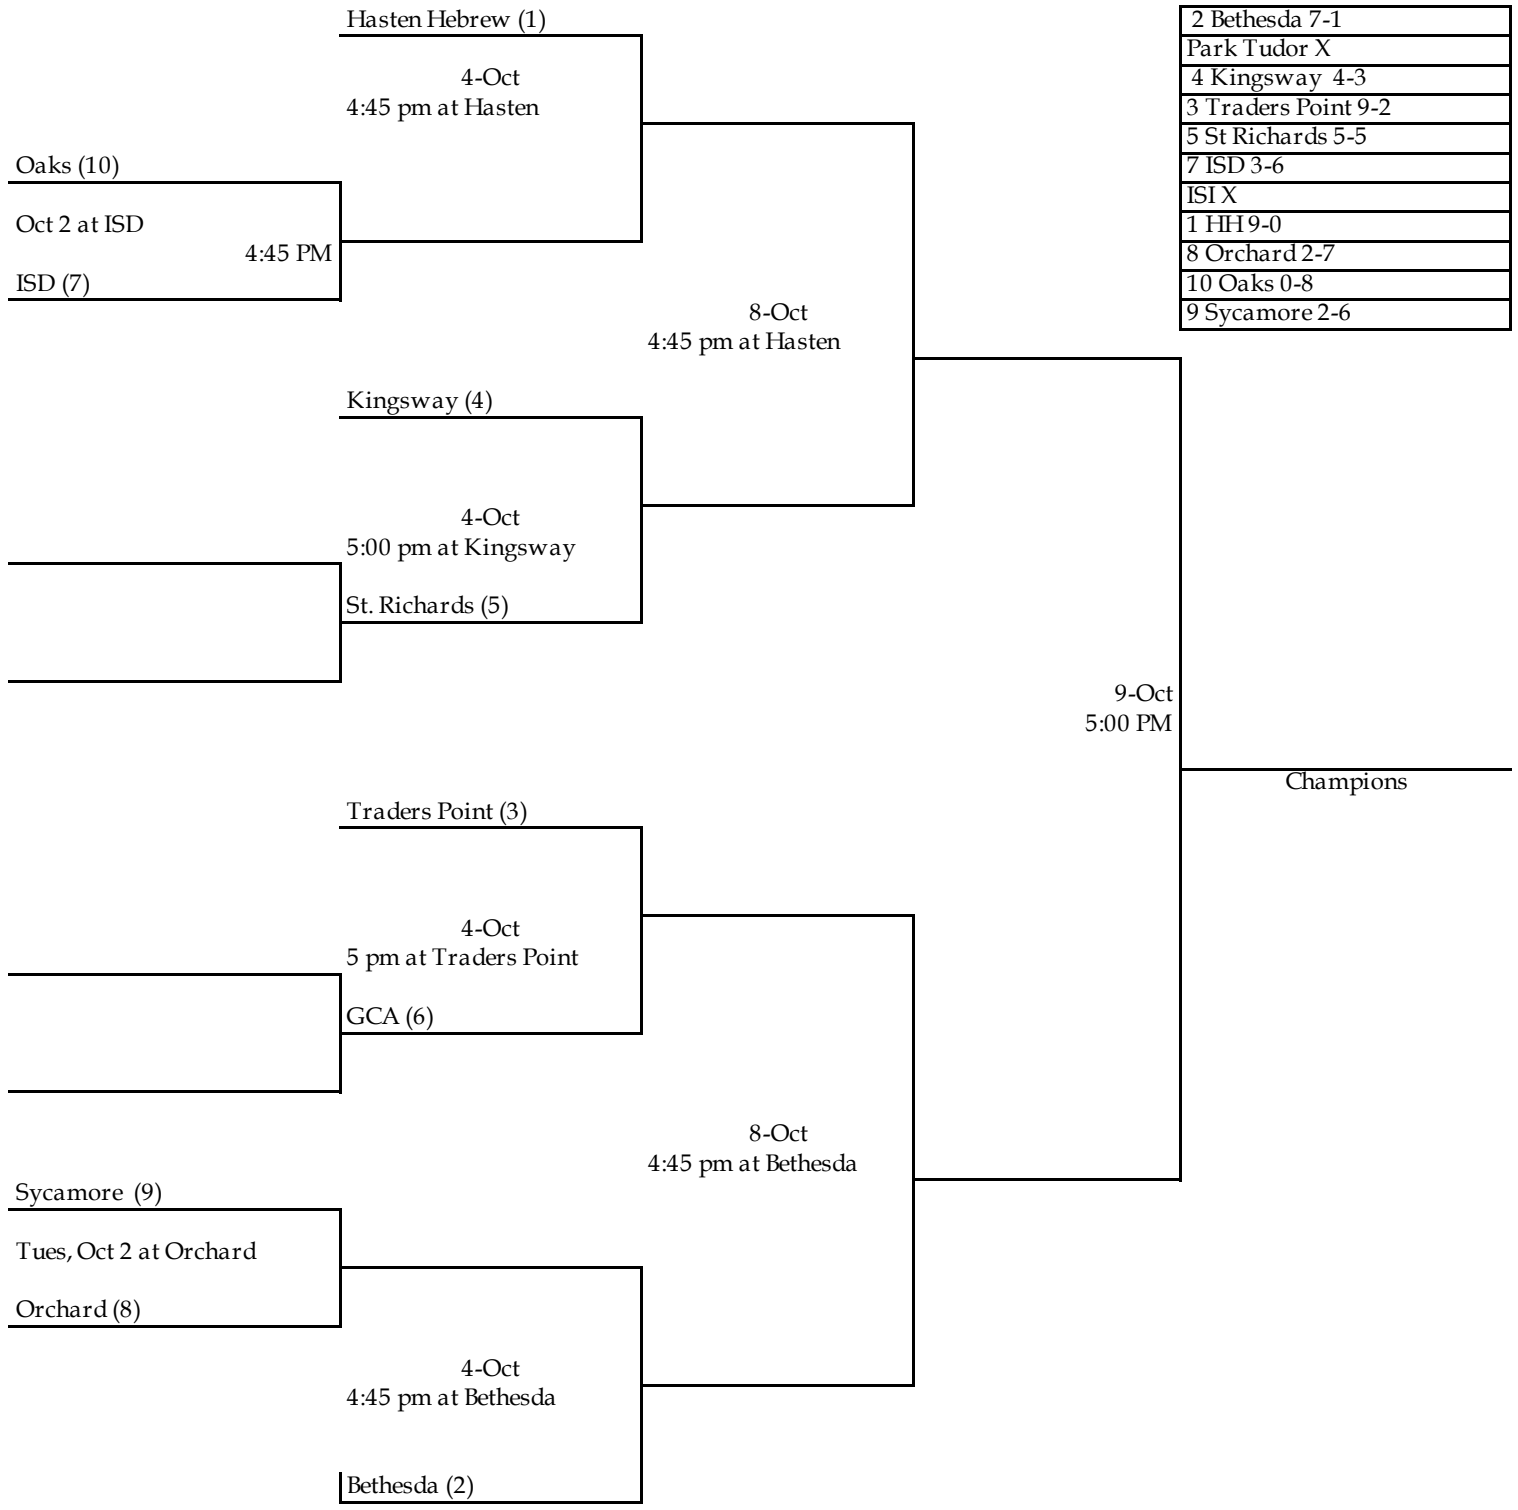 Hasten Hebrew (1)
4-Oct
4:45 pm at Hasten
Oaks (10)
Oct 2 at ISD
4:45 PM
ISD (7)
8-Oct
4:45 pm at Hasten
Kingsway (4)
4-Oct
5:00 pm at Kingsway
St. Richards (5)
9-Oct
5:00 PM
Champions
Traders Point (3)
4-Oct
5 pm at Traders Point
GCA (6)
8-Oct
4:45 pm at Bethesda
Sycamore (9)
Tues, Oct 2 at Orchard
Orchard (8)
4-Oct
4:45 pm at Bethesda
Bethesda (2)
2 Bethesda 7-1
Park Tudor X
4 Kingsway 4-3
3 Traders Point 9-2
5 St Richards 5-5
7 ISD 3-6
ISI X
1 HH 9-0
8 Orchard 2-7
10 Oaks 0-8
9 Sycamore 2-6